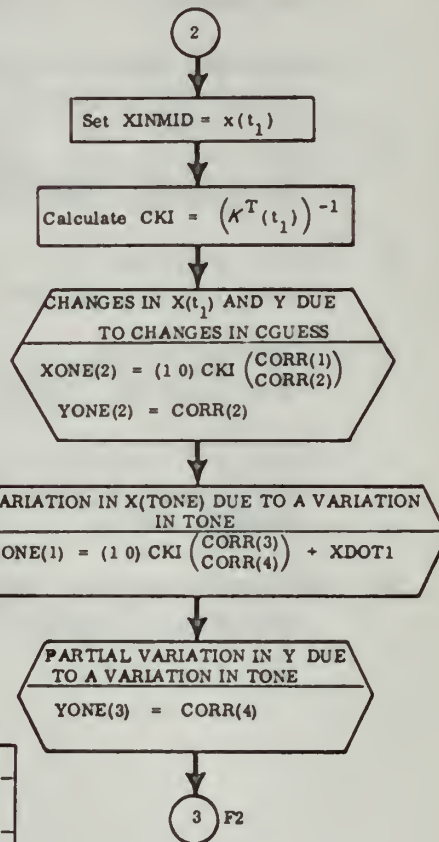 2
Set XINMID = x(t₁)
Calculate CKI = (K^T(t₁))^-1
CHANGES IN X(t₁) AND Y DUE
TO CHANGES IN CGUESS
XONE(2) = (1 0) CKI (CORR(1)
CORR(2))
YONE(2) = CORR(2)
ARIATION IN X(TONE) DUE TO A VARIATION
IN TONE
ONE(1) = (1 0) CKI (CORR(3)
CORR(4)) + XDOT1
PARTIAL VARIATION IN Y DUE
TO A VARIATION IN TONE
YONE(3) = CORR(4)
3 F2